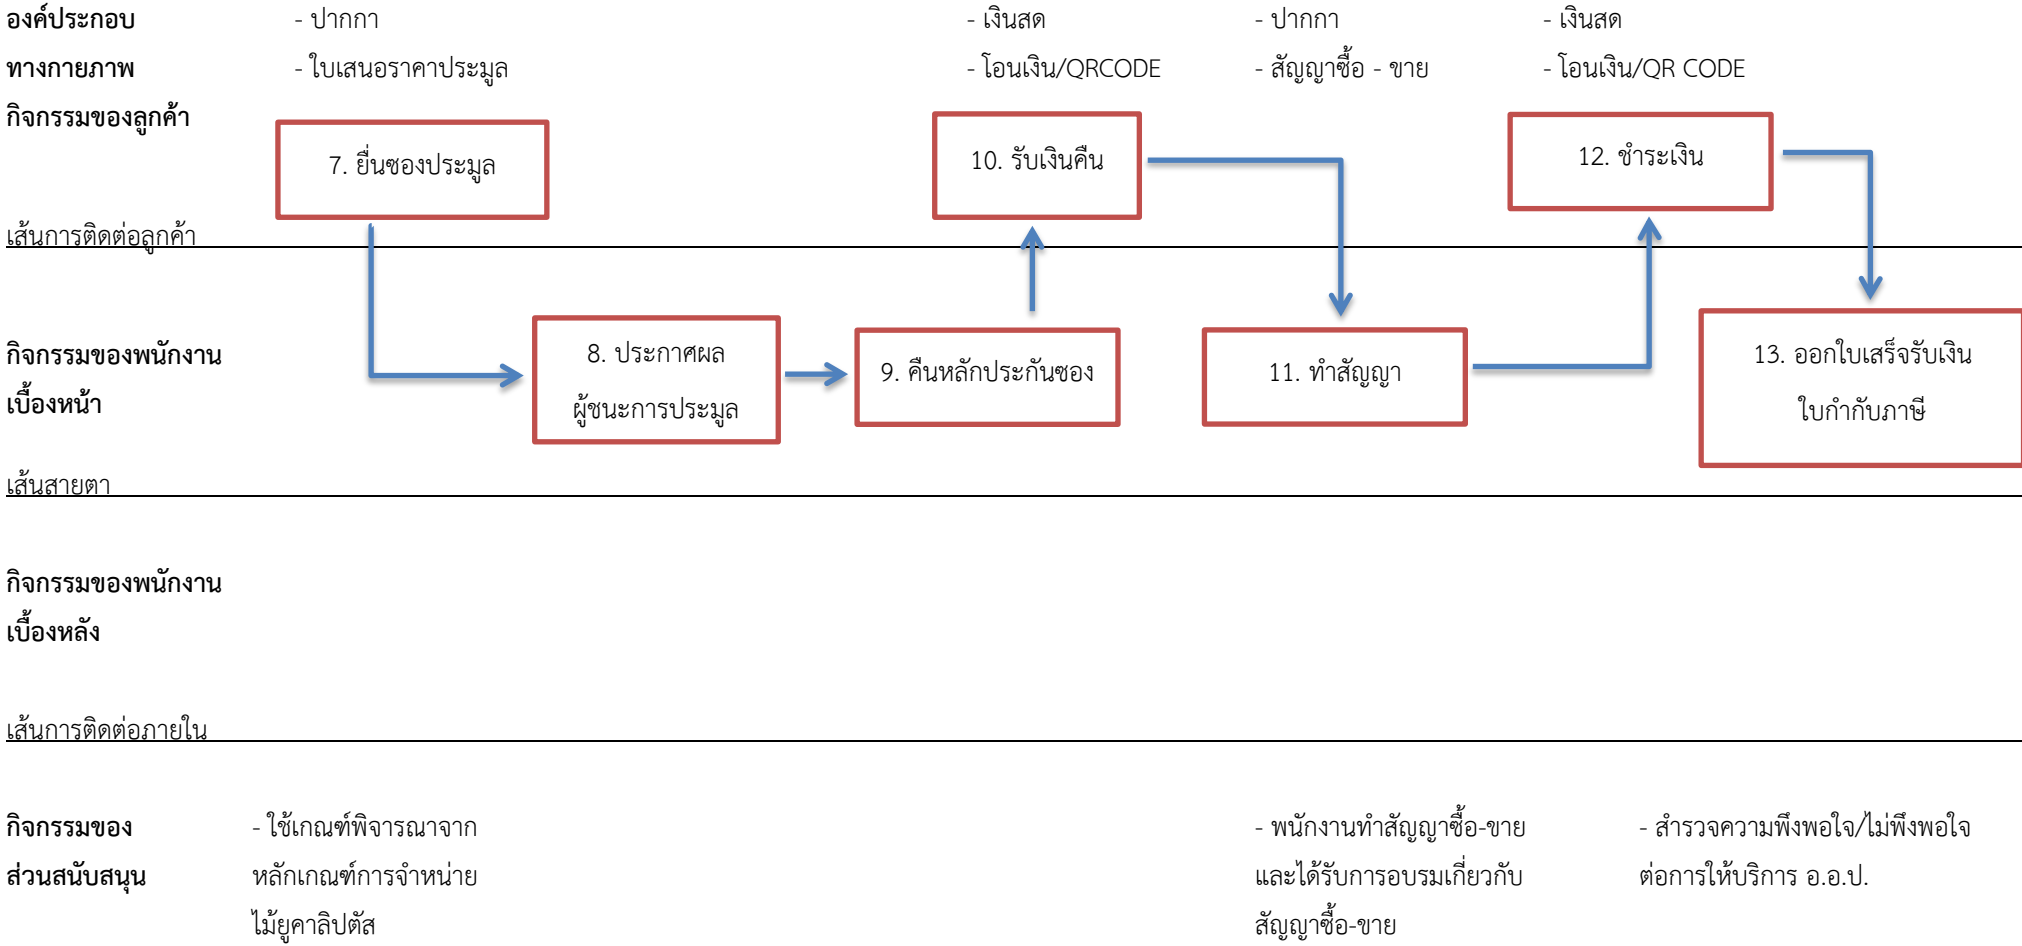 องค์ประกอบ
ทางกายภาพ
- ปากกา
- ใบเสนอราคาประมูล
- เงินสด
- โอนเงิน/QRCODE
- ปากกา
- สัญญาซื้อ - ขาย
- เงินสด
- โอนเงิน/QR CODE
กิจกรรมของลูกค้า
7. ยื่นซองประมูล
10. รับเงินคืน
12. ชำระเงิน
เส้นการติดต่อลูกค้า
กิจกรรมของพนักงาน
เบื้องหน้า
8. ประกาศผล
ผู้ชนะการประมูล
9. คืนหลักประกันซอง
11. ทำสัญญา
13. ออกใบเสร็จรับเงิน
ใบกำกับภาษี
เส้นสายตา
กิจกรรมของพนักงาน
เบื้องหลัง
เส้นการติดต่อภายใน
กิจกรรมของ
ส่วนสนับสนุน
- ใช้เกณฑ์พิจารณาจาก
หลักเกณฑ์การจำหน่าย
ไม้ยูคาลิปตัส
- พนักงานทำสัญญาซื้อ-ขาย
และได้รับการอบรมเกี่ยวกับ
สัญญาซื้อ-ขาย
- สำรวจความพึงพอใจ/ไม่พึงพอใจ
ต่อการให้บริการ อ.อ.ป.